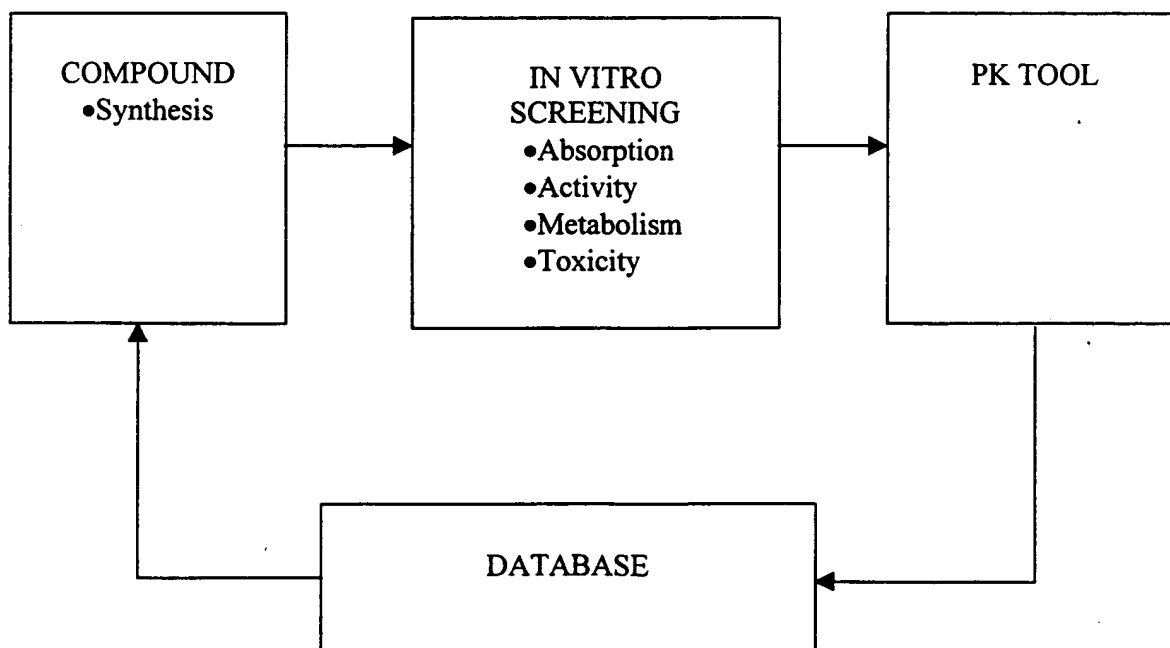 COMPOUND
•Synthesis
IN VITRO
SCREENING
•Absorption
•Activity
•Metabolism
•Toxicity
PK TOOL
DATABASE